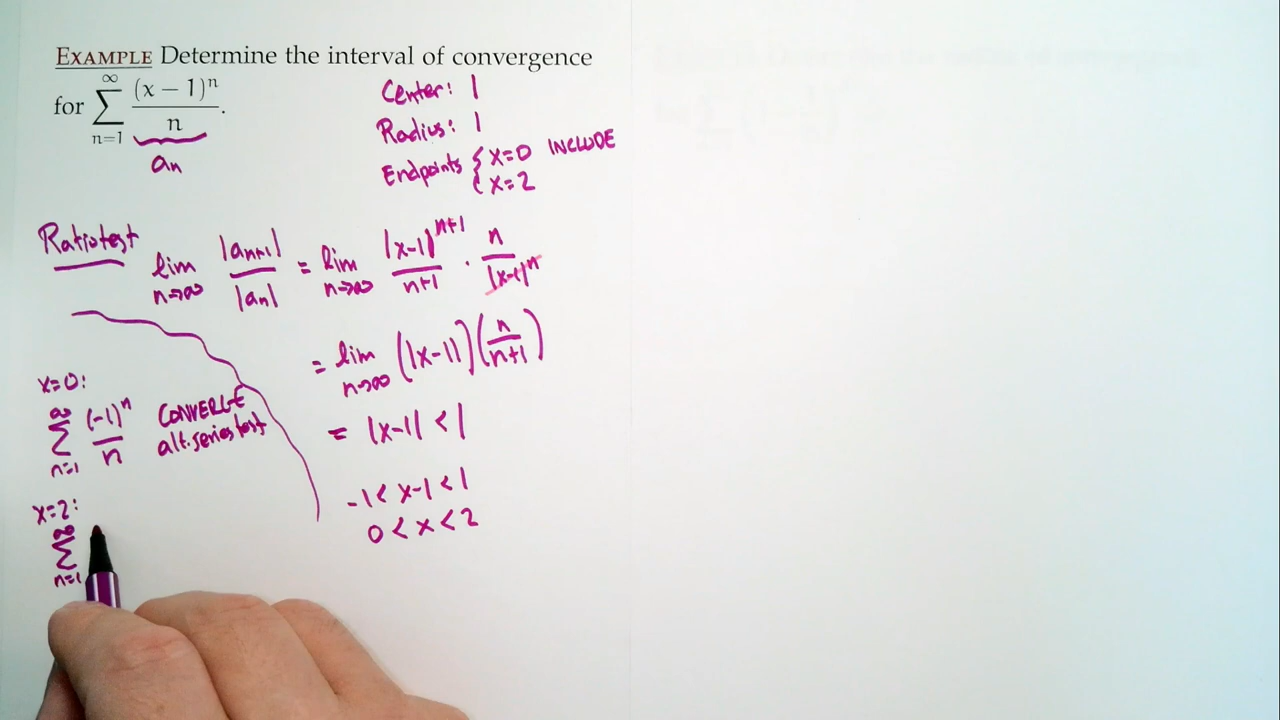 EXAMPLE Determine the interval of convergence
for ∑_{n=1}^{∞} (x − 1)^n / n.
a_n
Center: 1
Radius: 1
Endpoints { x=0 INCLUDE
x=2
Ratio test
lim_{n→∞} |a_{n+1}| / |a_n| = lim_{n→∞} |x-1|^{n+1} / n+1 · n / |x-1|^n
= lim_{n→∞} (|x-1|)(n / n+1)
= |x-1| < 1
-1 < x-1 < 1
0 < x < 2
x=0:
∑_{n=1}^{∞} (-1)^n / n CONVERGE
alt. series test
x=2:
∑_{n=1}^{∞}